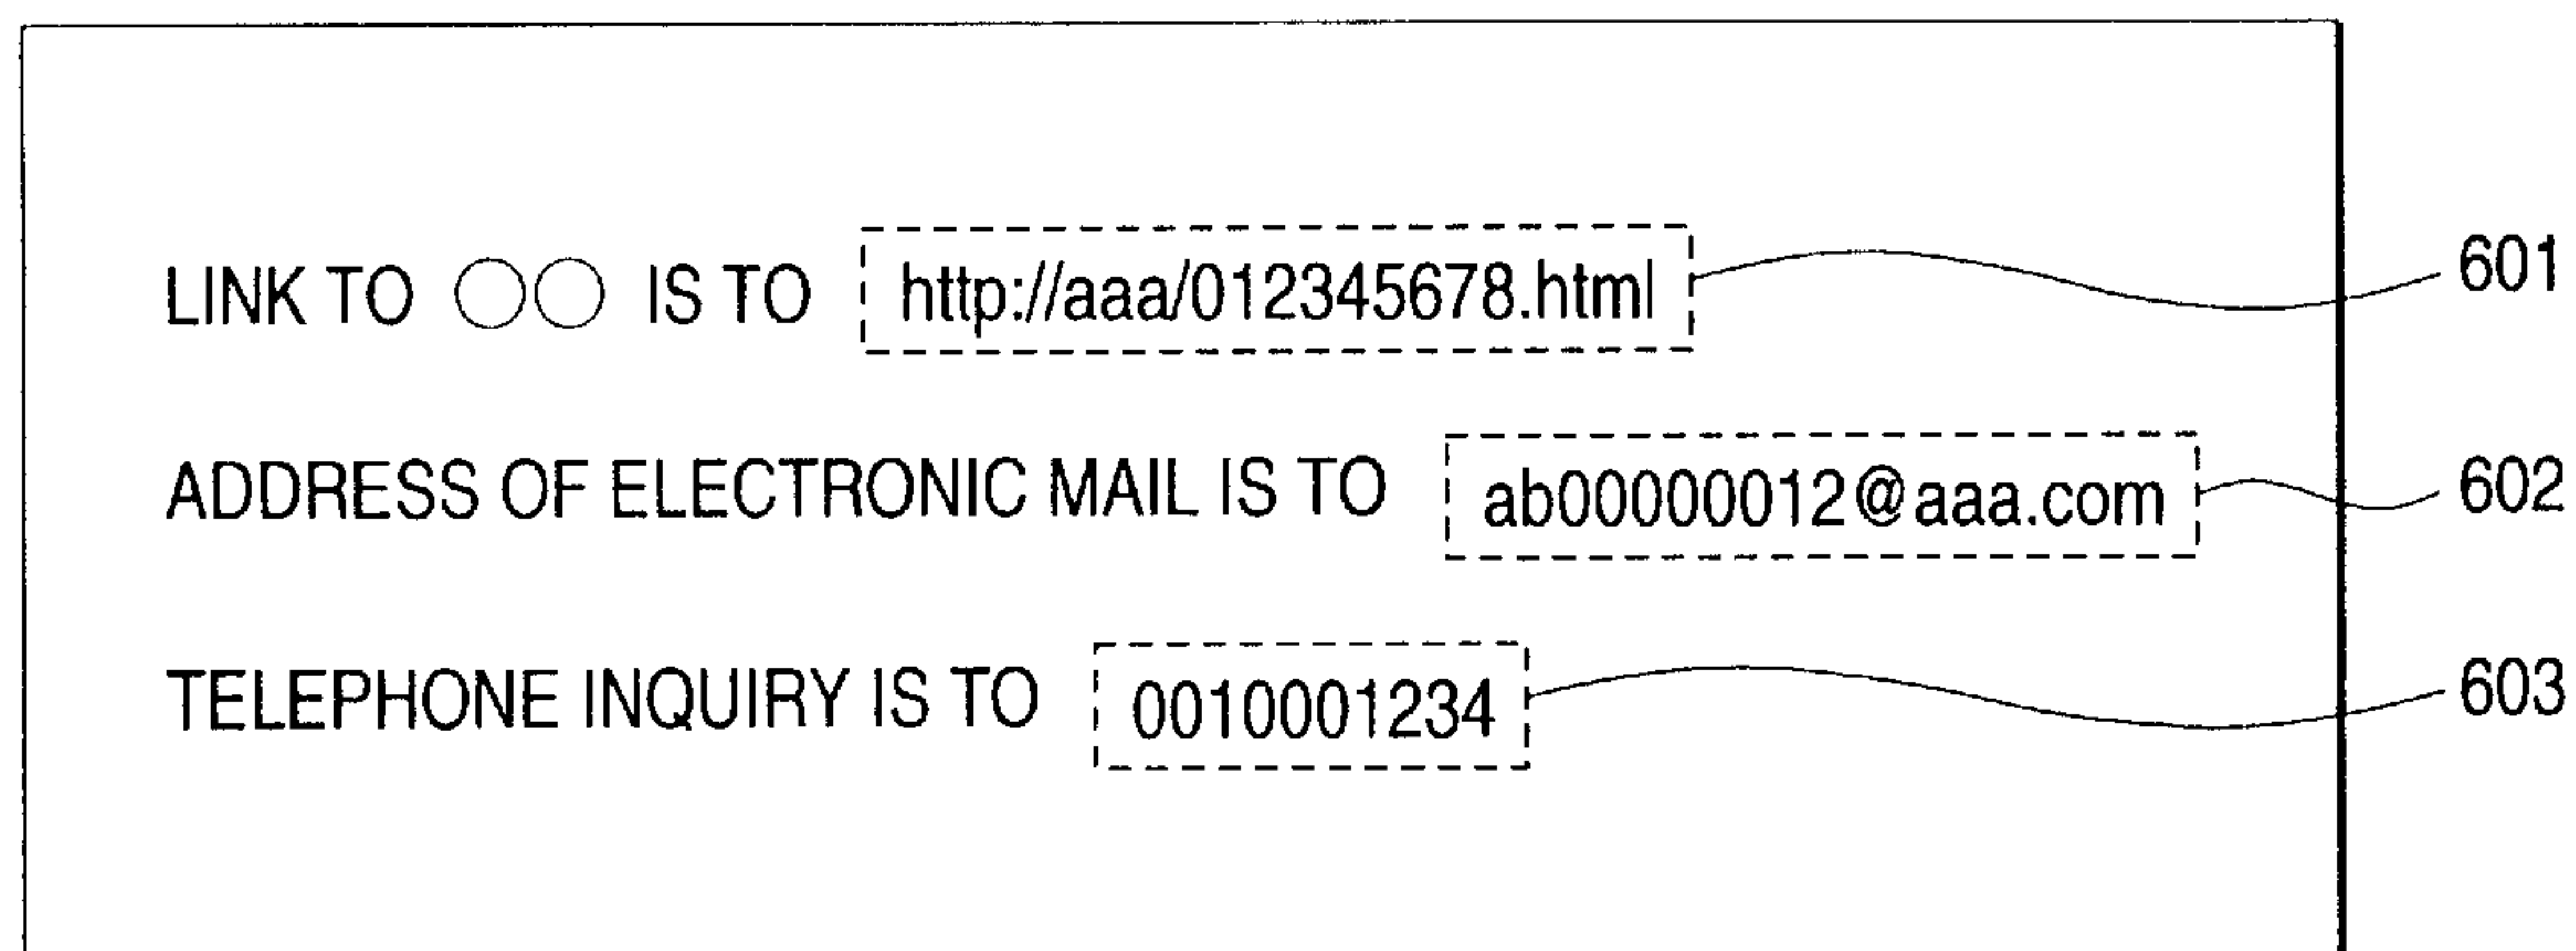 LINK TO ○○ IS TO http://aaa/012345678.html 601
ADDRESS OF ELECTRONIC MAIL IS TO ab00000012@aaa.com 602
TELEPHONE INQUIRY IS TO 0010001234 603